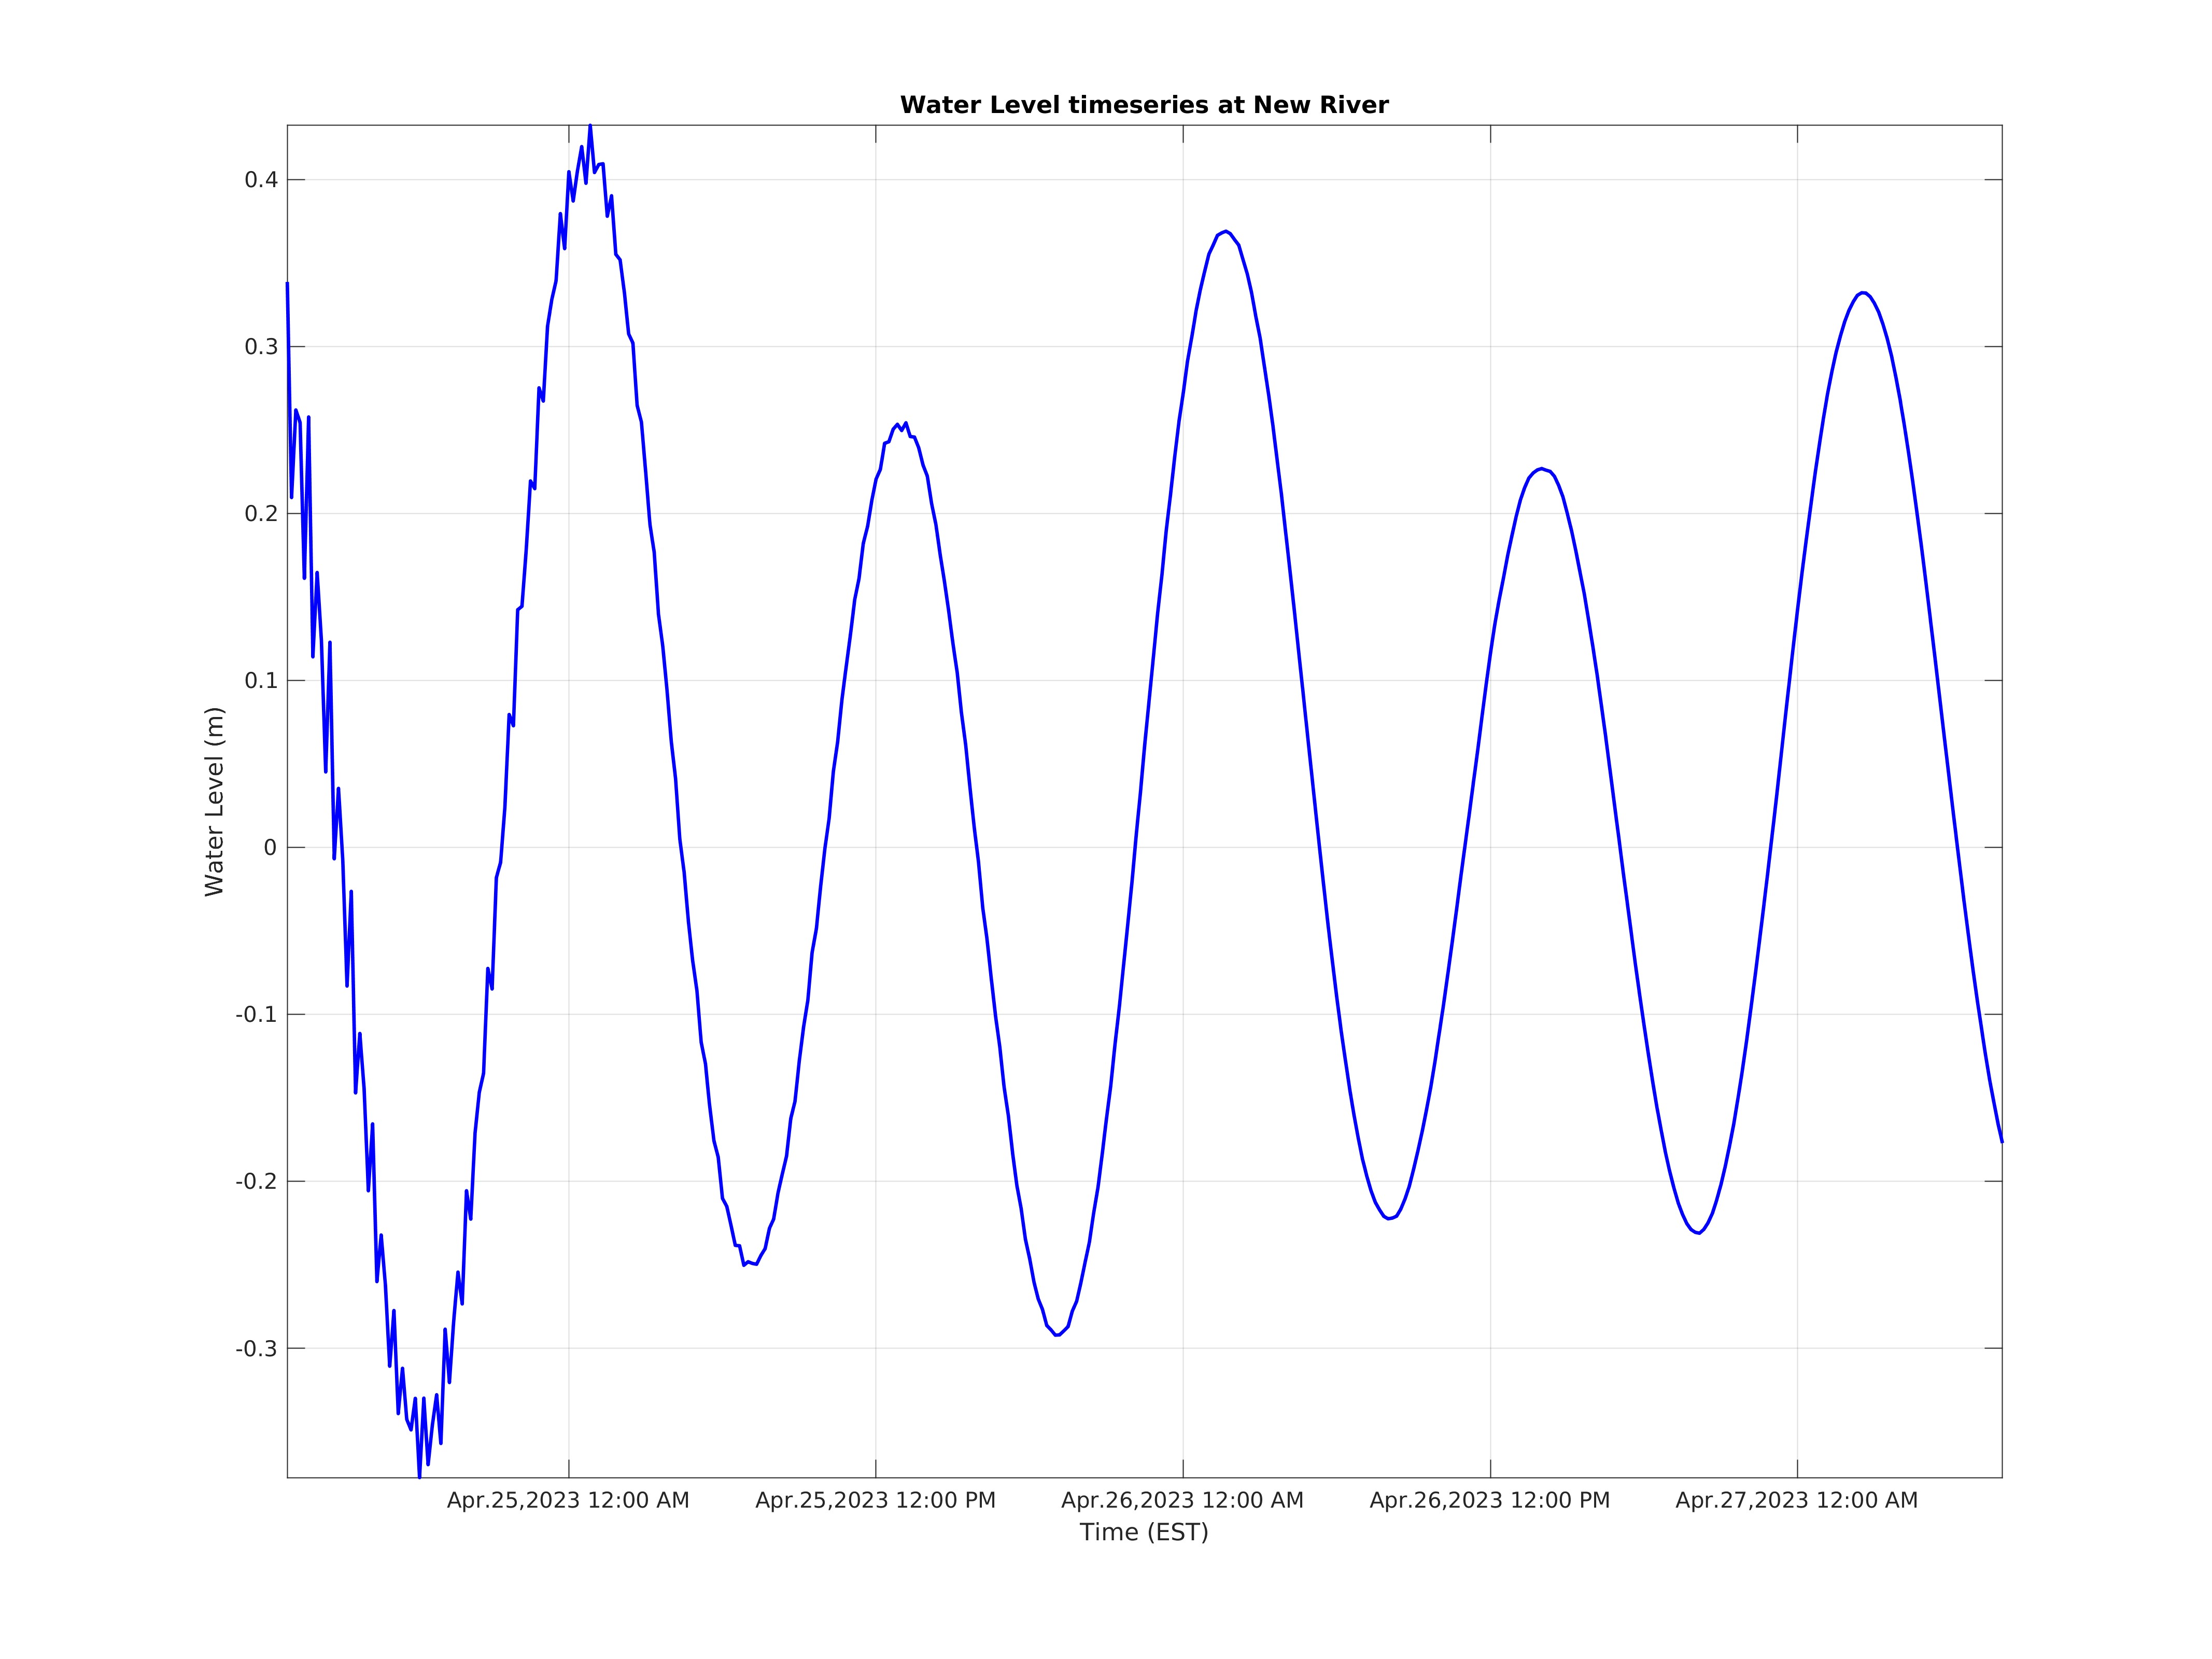 Water Level timeseries at New River
0.4
0.3
0.2
0.1
0
-0.1
-0.2
-0.3
Water Level (m)
Apr.25,2023 12:00 AM
Apr.25,2023 12:00 PM
Apr.26,2023 12:00 AM
Apr.26,2023 12:00 PM
Apr.27,2023 12:00 AM
Time (EST)